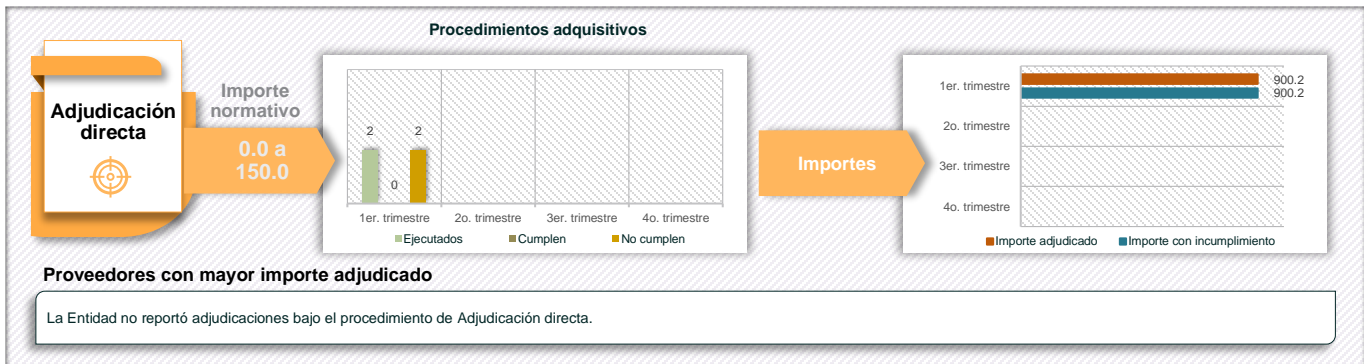 Procedimientos adquisitivos
Adjudicación
directa
Importe
normativo
0.0 a
150.0
2
0
2
1er. trimestre
2o. trimestre
3er. trimestre
4o. trimestre
Ejecutados
Cumplen
No cumplen
Importes
1er. trimestre
900.2
900.2
2o. trimestre
3er. trimestre
4o. trimestre
Importe adjudicado
Importe con incumplimiento
Proveedores con mayor importe adjudicado
La Entidad no reportó adjudicaciones bajo el procedimiento de Adjudicación directa.